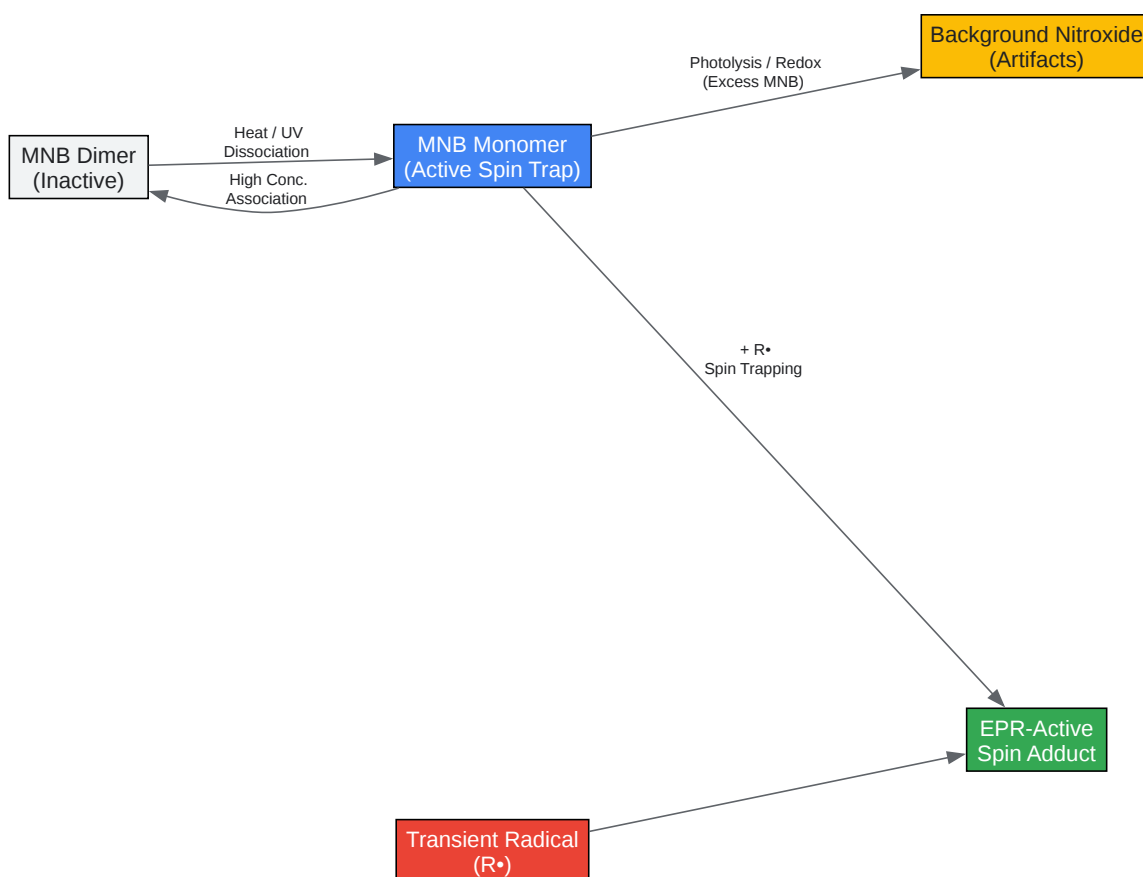 Background Nitroxide
(Artifacts)
Photolysis / Redox
(Excess MNB)
Heat / UV
Dissociation
MNB Dimer
(Inactive)
MNB Monomer
(Active Spin Trap)
High Conc.
Association
+ R•
Spin Trapping
EPR-Active
Spin Adduct
Transient Radical
(R•)